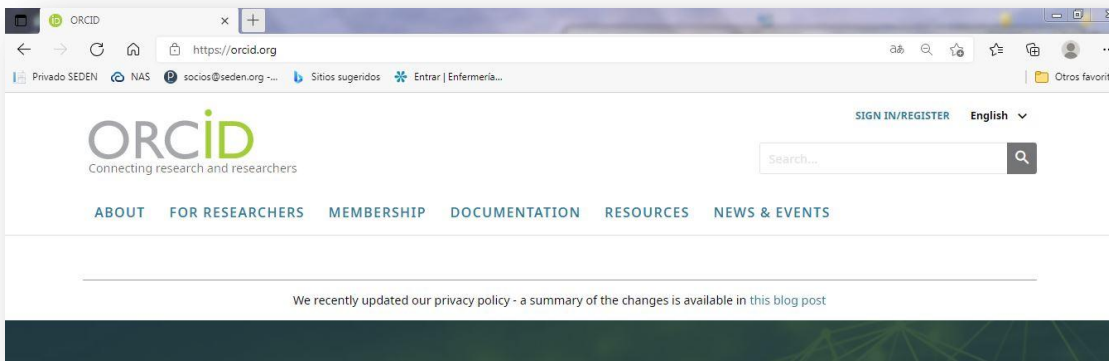 ORCID
https://orcid.org
Privado SEDEN NAS socios@seden.org -... Sitios sugeridos Entrar | Enfermería... Otros favorit
SIGN IN/REGISTER English
ORCID
Connecting research and researchers
Search...
ABOUT FOR RESEARCHERS MEMBERSHIP DOCUMENTATION RESOURCES NEWS & EVENTS
We recently updated our privacy policy - a summary of the changes is available in this blog post